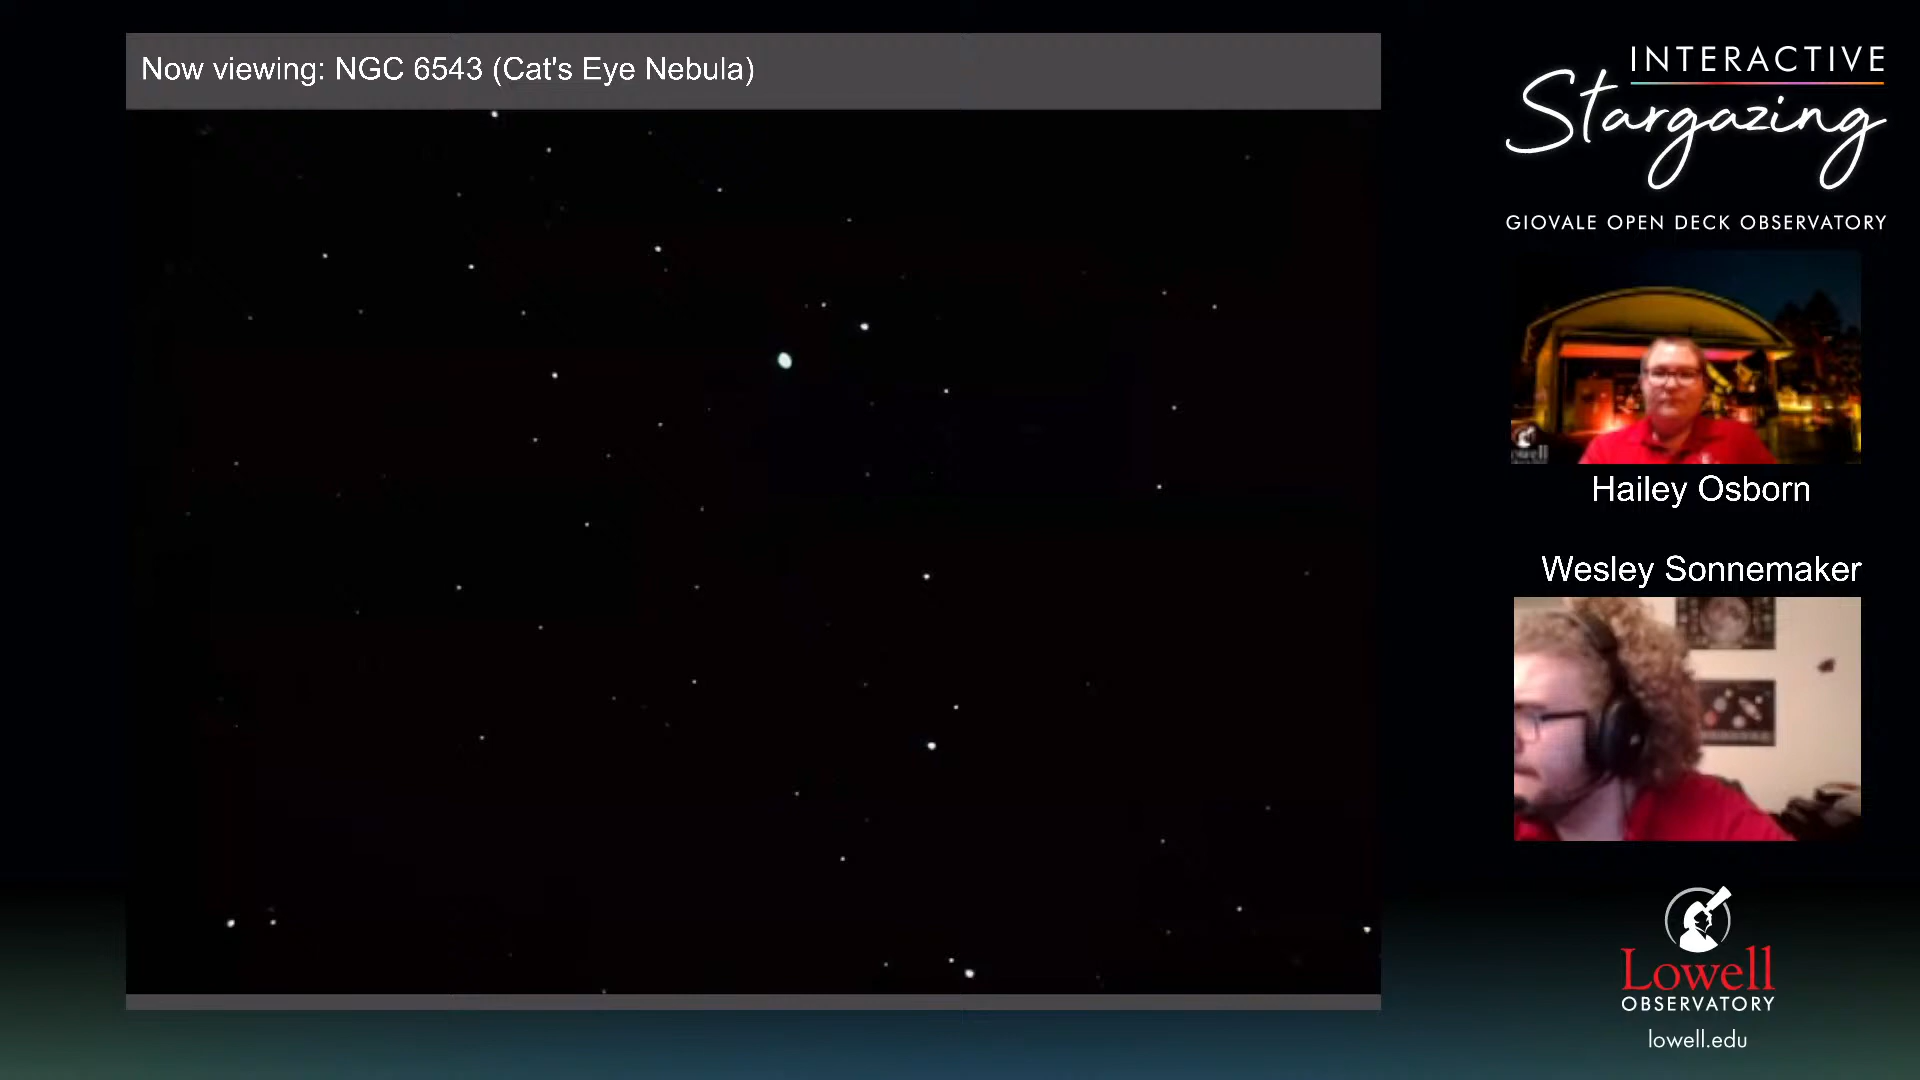 Now viewing: NGC 6543 (Cat's Eye Nebula)
INTERACTIVE
Stargazing
GIOVALE OPEN DECK OBSERVATORY
Lowell
Hailey Osborn
Wesley Sonnemaker
Lowell
OBSERVATORY
lowell.edu